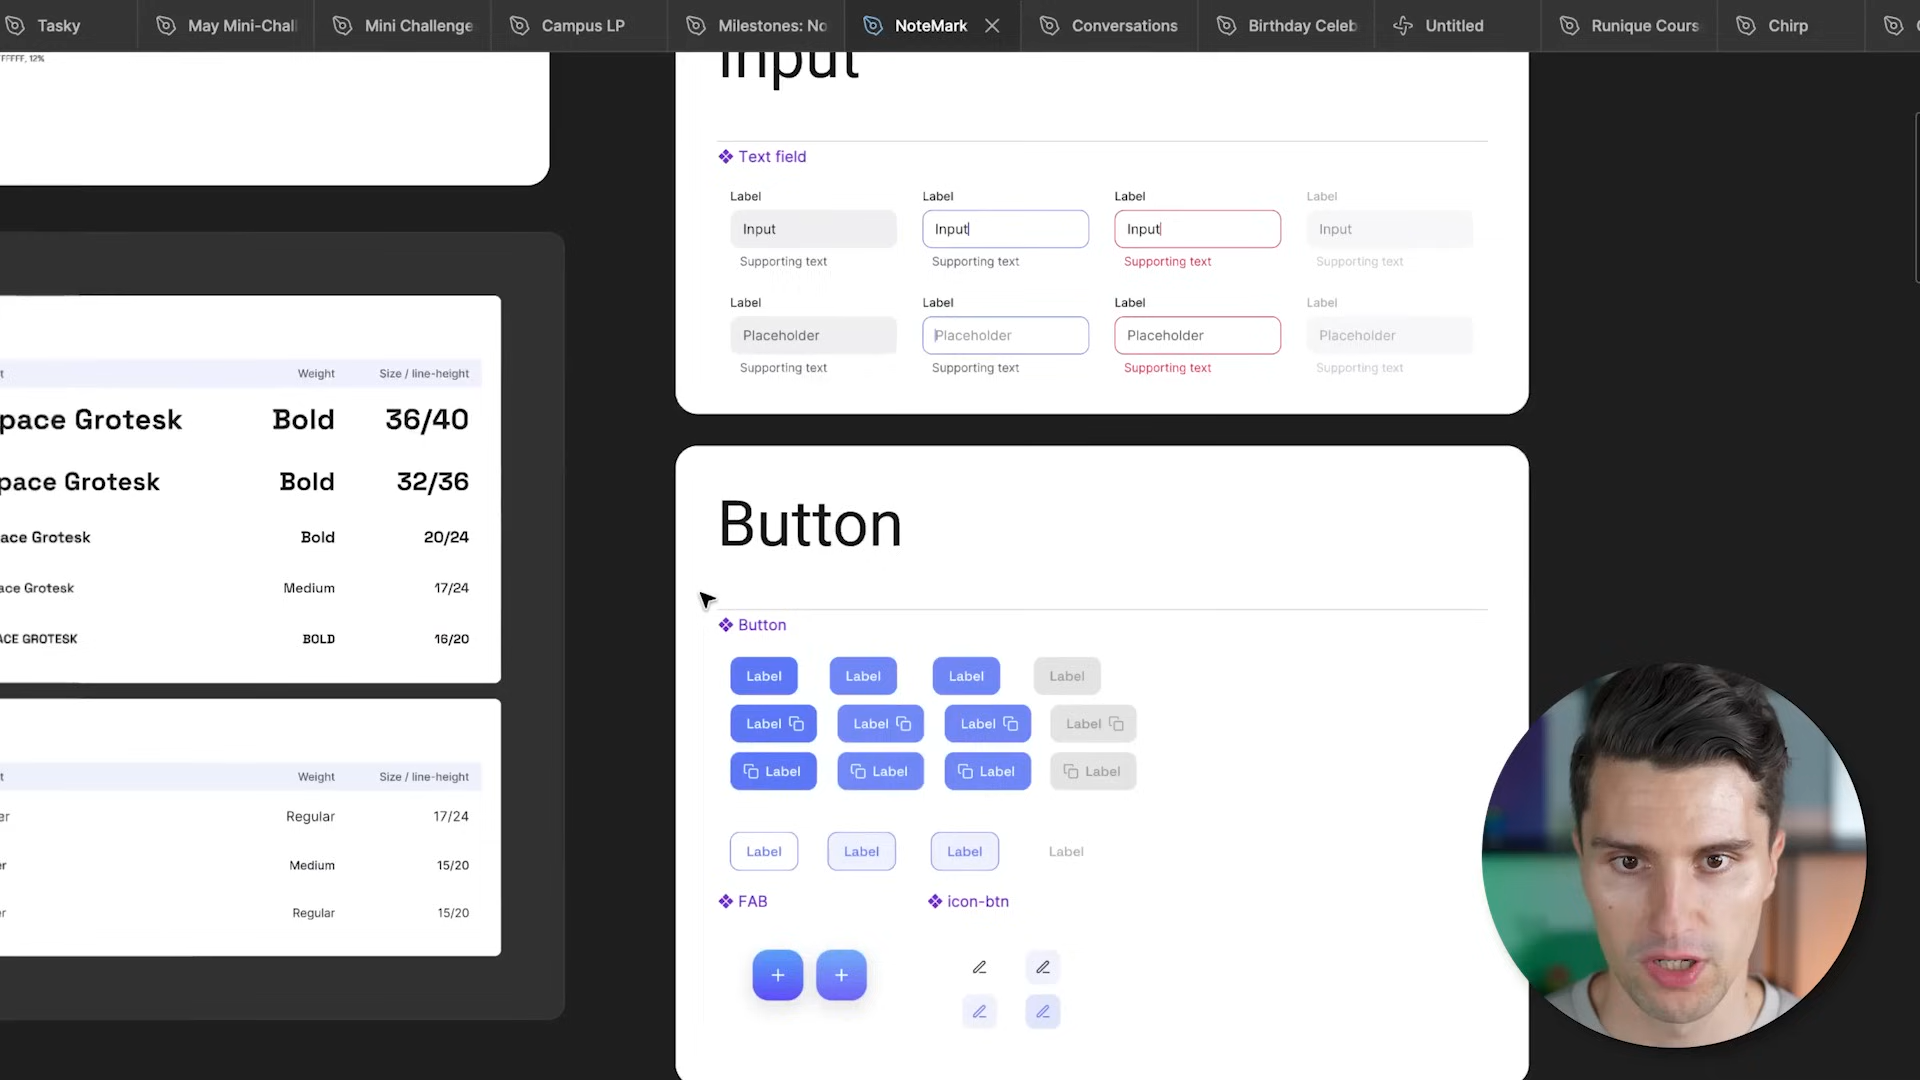 Tasky
May Mini-Chall
Mini Challenge
Campus LP
Milestones: No
NoteMark
Conversations
Birthday Celeb
Untitled
Runique Cours
Chirp
FFFFF, 12%
Input
Text field
Label Label Label Label
Input Input Input Input
Supporting text Supporting text Supporting text Supporting text
Label Label Label Label
Placeholder Placeholder Placeholder Placeholder
Supporting text Supporting text Supporting text Supporting text
t Weight Size / line-height
pace Grotesk Bold 36/40
pace Grotesk Bold 32/36
ace Grotesk Bold 20/24
ace Grotesk Medium 17/24
ACE GROTESK BOLD 16/20
t Weight Size / line-height
er Regular 17/24
r Medium 15/20
r Regular 15/20
Button
Button
Label Label Label Label
Label Label Label Label
Label Label Label Label
Label Label Label Label
FAB icon-btn